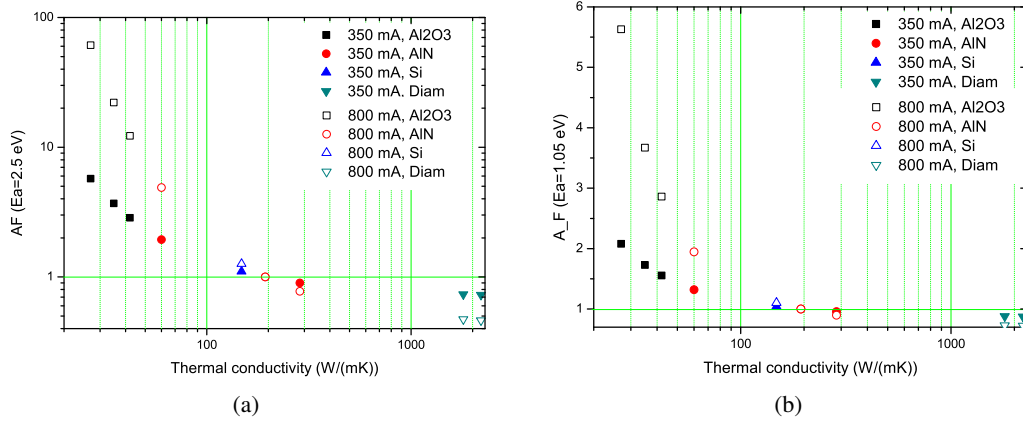 100
10
1
AF (Ea=2.5 eV)
350 mA, Al2O3
350 mA, AlN
350 mA, Si
350 mA, Diam
800 mA, Al2O3
800 mA, AlN
800 mA, Si
800 mA, Diam
100
1000
Thermal conductivity (W/(mK))
(a)
6
5
4
3
2
1
A_F (Ea=1.05 eV)
350 mA, Al2O3
350 mA, AlN
350 mA, Si
350 mA, Diam
800 mA, Al2O3
800 mA, AlN
800 mA, Si
800 mA, Diam
100
1000
Thermal conductivity (W/(mK))
(b)